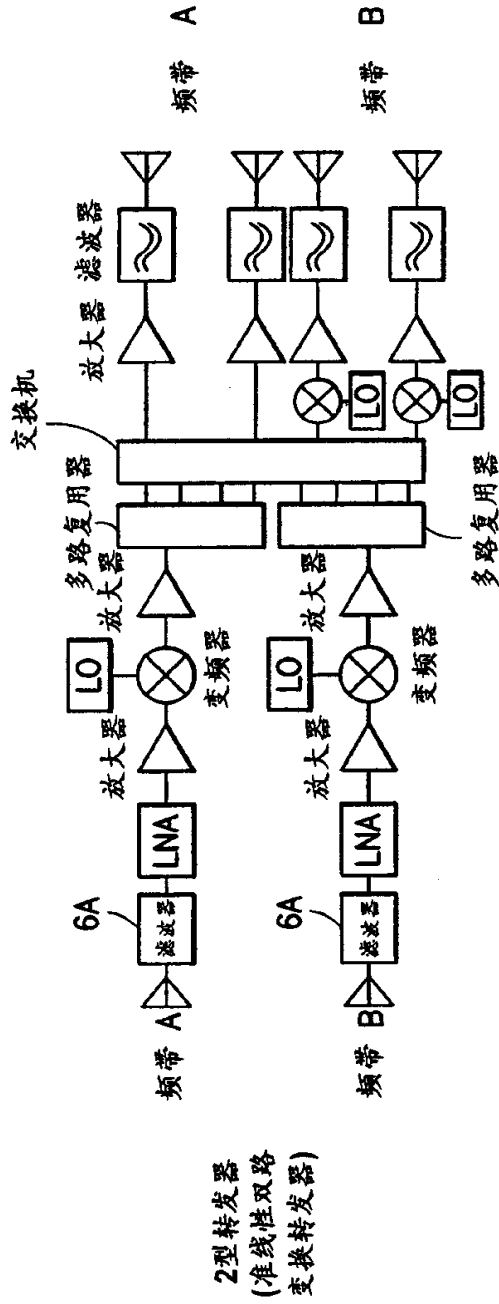 2型转发器
(准线性双路
变换转发器)
频带 A
6A
滤波器
LNA
放大器
LO
变频器
放大器
多路复用器
交换机
放大器
滤波器
频带 A
频带 B
6A
滤波器
LNA
放大器
LO
变频器
放大器
多路复用器
LO
LO
频带 B